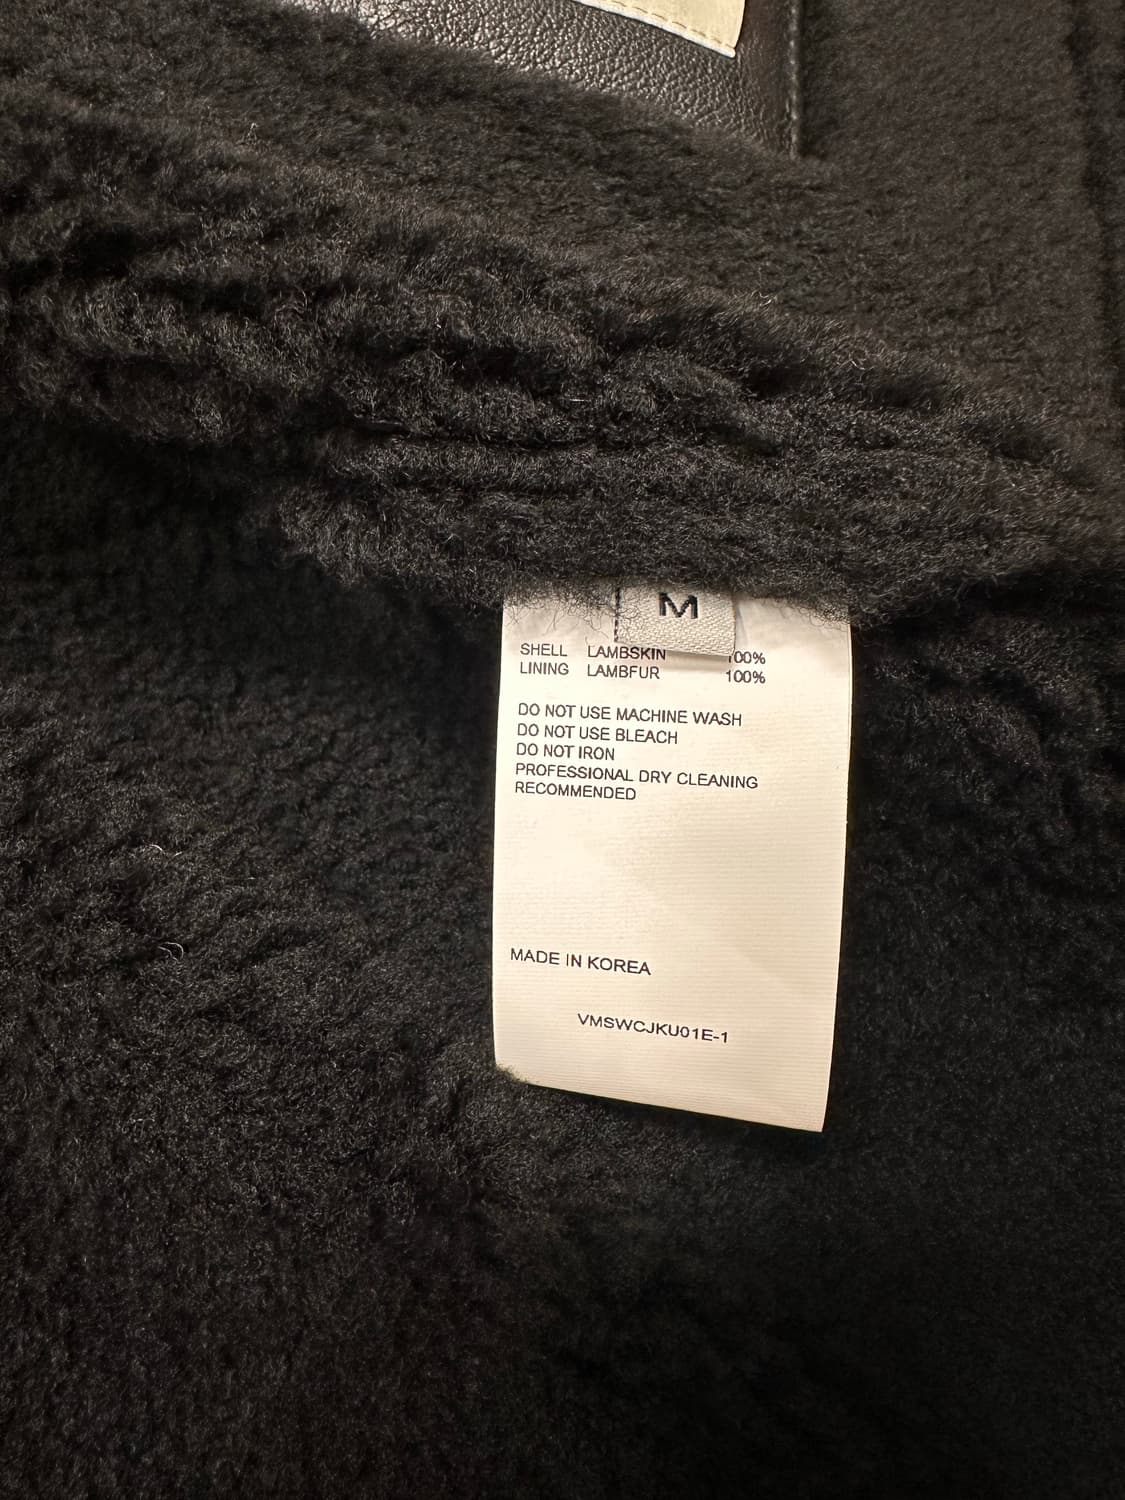 M
SHELL LAMBSKIN 100%
LINING LAMBFUR 100%
DO NOT USE MACHINE WASH
DO NOT USE BLEACH
DO NOT IRON
PROFESSIONAL DRY CLEANING
RECOMMENDED
MADE IN KOREA
VMSWCJKU01E-1